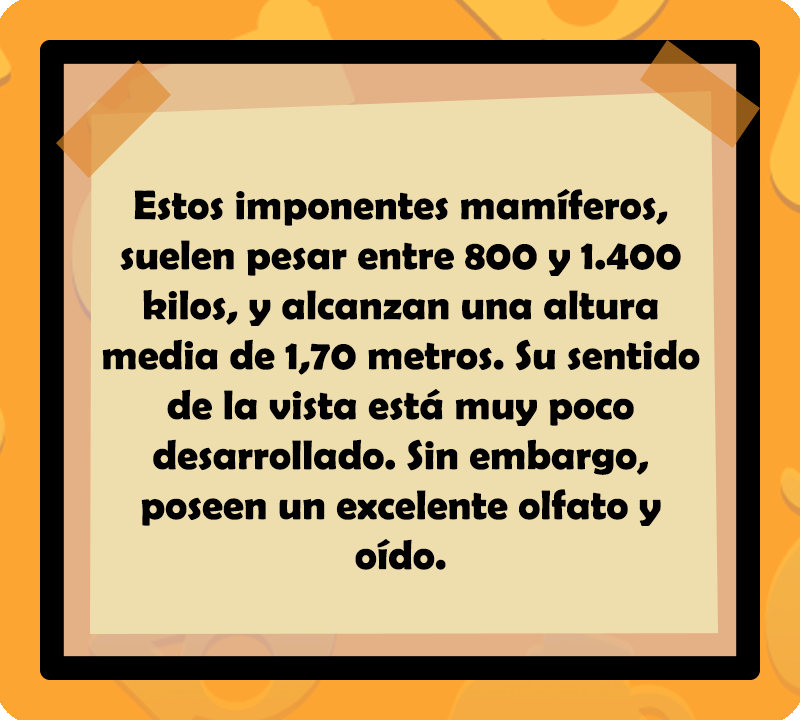 Estos imponentes mamíferos,
suelen pesar entre 800 y 1.400
kilos, y alcanzan una altura
media de 1,70 metros. Su sentido
de la vista está muy poco
desarrollado. Sin embargo,
poseen un excelente olfato y
oído.